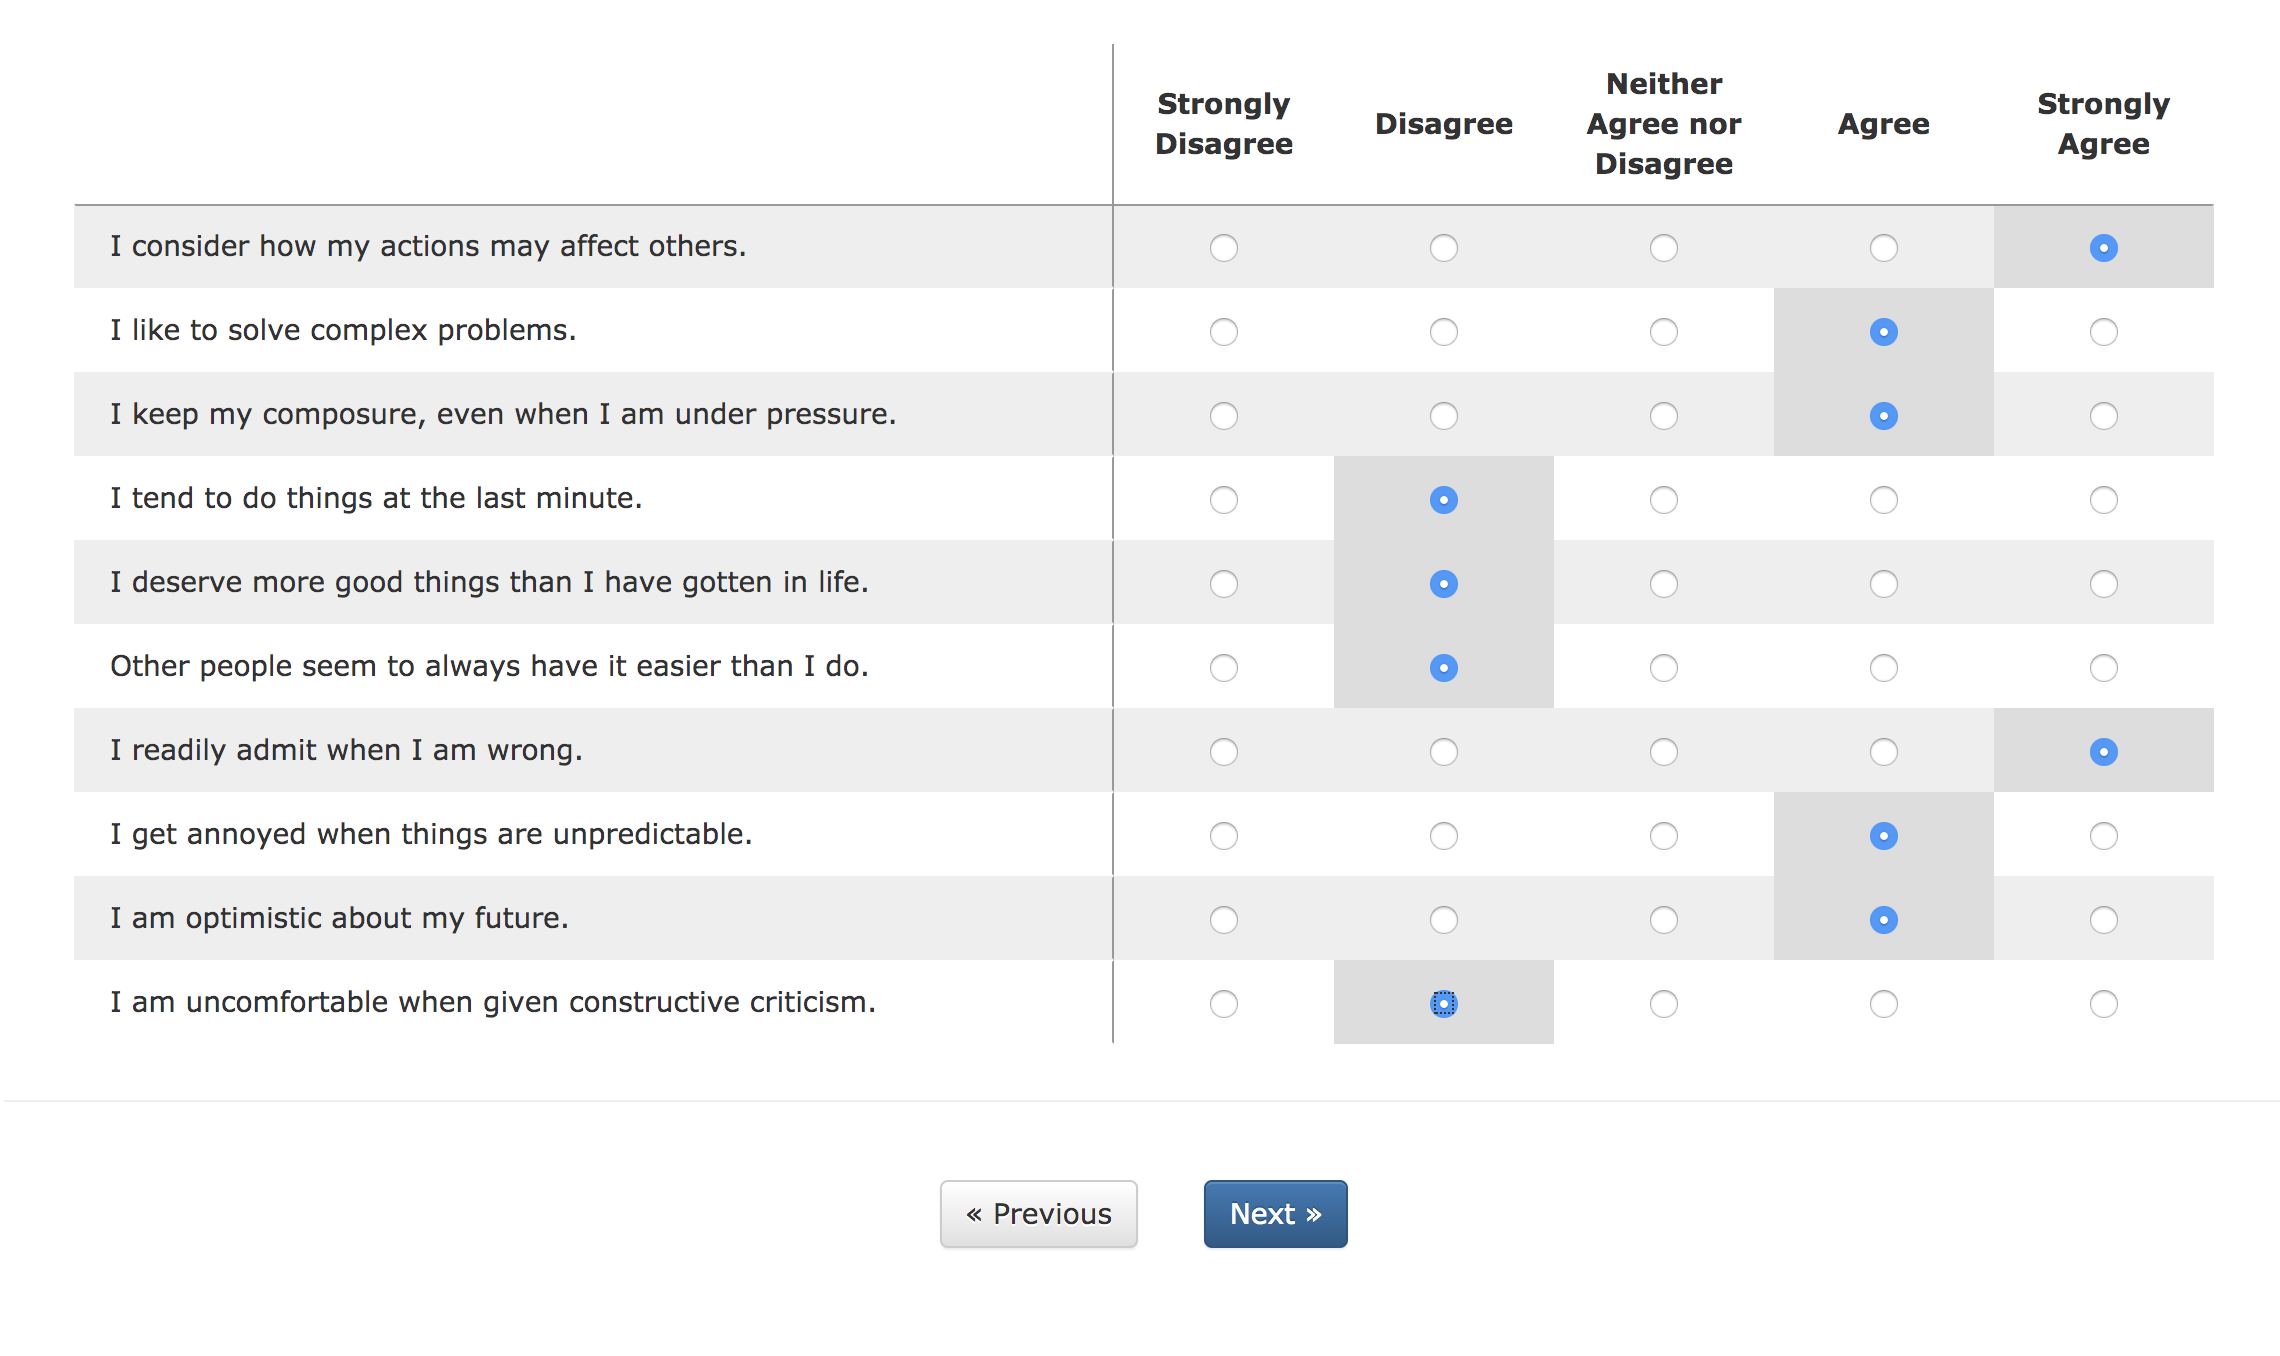 Strongly Disagree
Disagree
Neither Agree nor Disagree
Agree
Strongly Agree
I consider how my actions may affect others.
I like to solve complex problems.
I keep my composure, even when I am under pressure.
I tend to do things at the last minute.
I deserve more good things than I have gotten in life.
Other people seem to always have it easier than I do.
I readily admit when I am wrong.
I get annoyed when things are unpredictable.
I am optimistic about my future.
I am uncomfortable when given constructive criticism.
« Previous
Next »